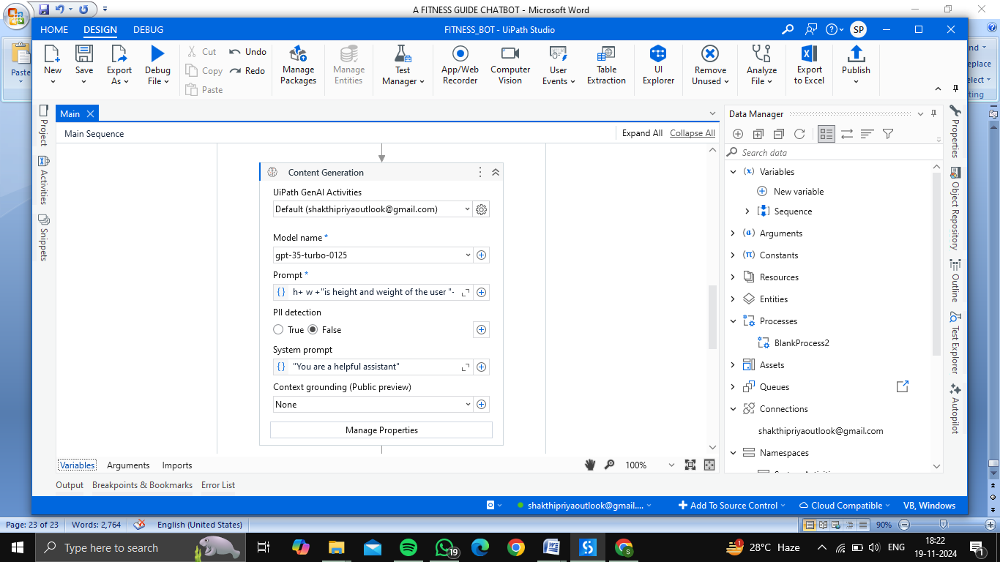 A FITNESS GUIDE CHATBOT - Microsoft Word
HOME DESIGN DEBUG
FITNESS_BOT - UiPath Studio
SP
Paste
New
Save
Export As
Debug File
Cut
Copy
Paste
Undo
Redo
Manage Packages
Manage Entities
Test Manager
App/Web Recorder
Computer Vision
User Events
Table Extraction
UI Explorer
Remove Unused
Analyze File
Export to Excel
Publish
nd
eplace
elect
ting
Project
Activities
Snippets
Main
Main Sequence
Expand All Collapse All
Content Generation
UiPath GenAI Activities
Default (shakthipriyaoutlook@gmail.com)
Model name *
gpt-35-turbo-0125
Prompt *
{} h+ w +"is height and weight of the user "-
PII detection
True False
System prompt
{} "You are a helpful assistant"
Context grounding (Public preview)
None
Manage Properties
Variables Arguments Imports
100%
Output Breakpoints & Bookmarks Error List
Data Manager
Search data
(x) Variables
New variable
Sequence
(a) Arguments
(π) Constants
Resources
Entities
Processes
BlankProcess2
Assets
Queues
Connections
shakthipriyaoutlook@gmail.com
Namespaces
Properties
Object Repository
Outline
Test Explorer
Autopilot
shakthipriyaoutlook@gmail....
Add To Source Control
Cloud Compatible
VB, Windows
Page: 23 of 23 Words: 2,764 English (United States) 90%
Type here to search
19
S
1
28°C Haze
ENG
18:22
19-11-2024
1